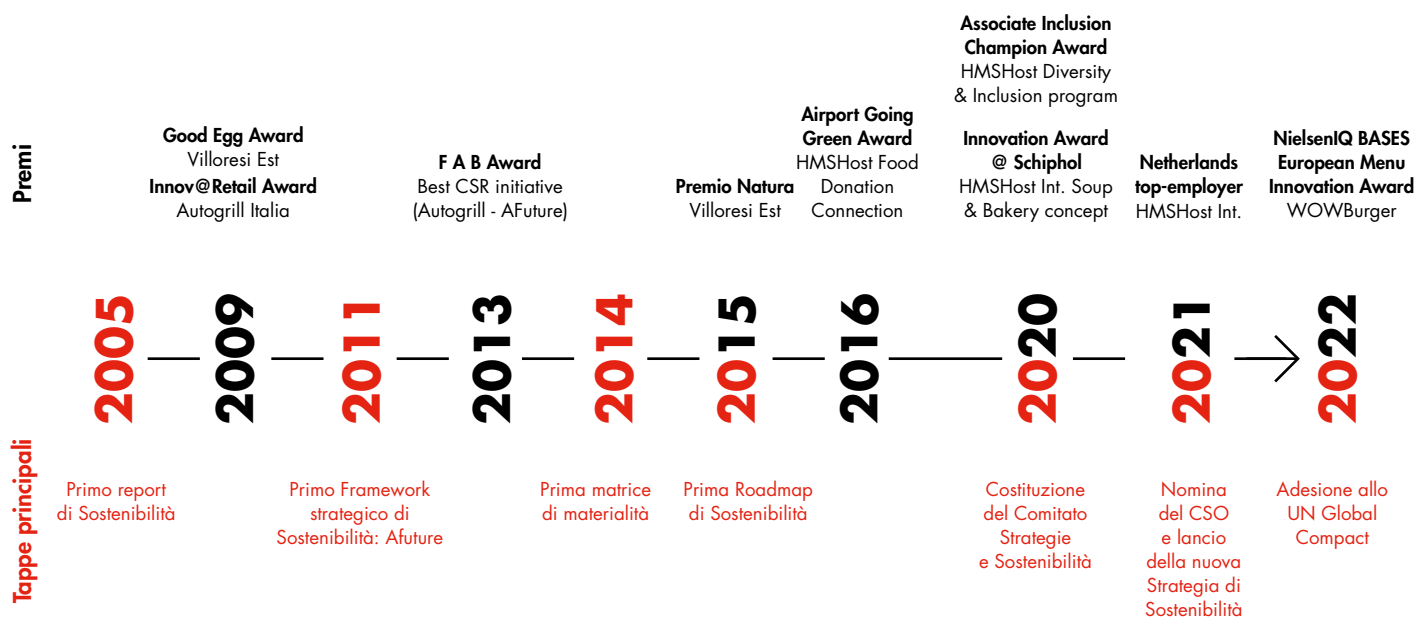 Premi
Good Egg Award
Villoresi Est
Innov@Retail Award
Autogrill Italia
F A B Award
Best CSR initiative
(Autogrill - AFuture)
Premio Natura
Villoresi Est
Airport Going
Green Award
HMSHost Food
Donation
Connection
Associate Inclusion
Champion Award
HMSHost Diversity
& Inclusion program
Innovation Award
@ Schiphol
HMSHost Int. Soup
& Bakery concept
Netherlands
top-employer
HMSHost Int.
NielsenIQ BASES
European Menu
Innovation Award
WOWBurger
2005
2009
2011
2013
2014
2015
2016
2020
2021
2022
Tappe principali
Primo report
di Sostenibilità
Primo Framework
strategico di
Sostenibilità: Afuture
Prima matrice
di materialità
Prima Roadmap
di Sostenibilità
Costituzione
del Comitato
Strategie
e Sostenibilità
Nomina
del CSO
e lancio
della nuova
Strategia di
Sostenibilità
Adesione allo
UN Global
Compact